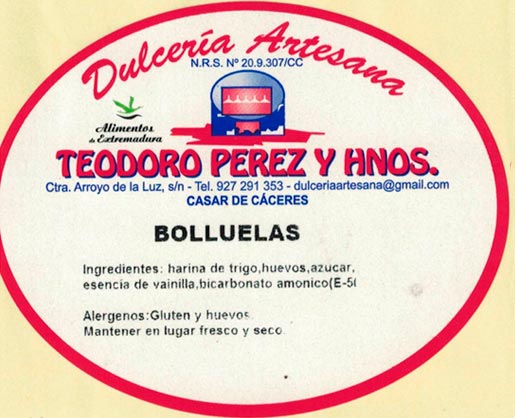 Dulcería Artesana
N.R.S. Nº 20.9.307/CC
Alimentos
de Extremadura
TEODORO PEREZ Y HNOS.
Ctra. Arroyo de la Luz, s/n - Tel. 927 291 353 - dulceriaartesana@gmail.com
CASAR DE CÁCERES
BOLLUELAS
Ingredientes: harina de trigo,huevos,azucar,
esencia de vainilla,bicarbonato amonico(E-50
Alergenos:Gluten y huevos.
Mantener en lugar fresco y seco.